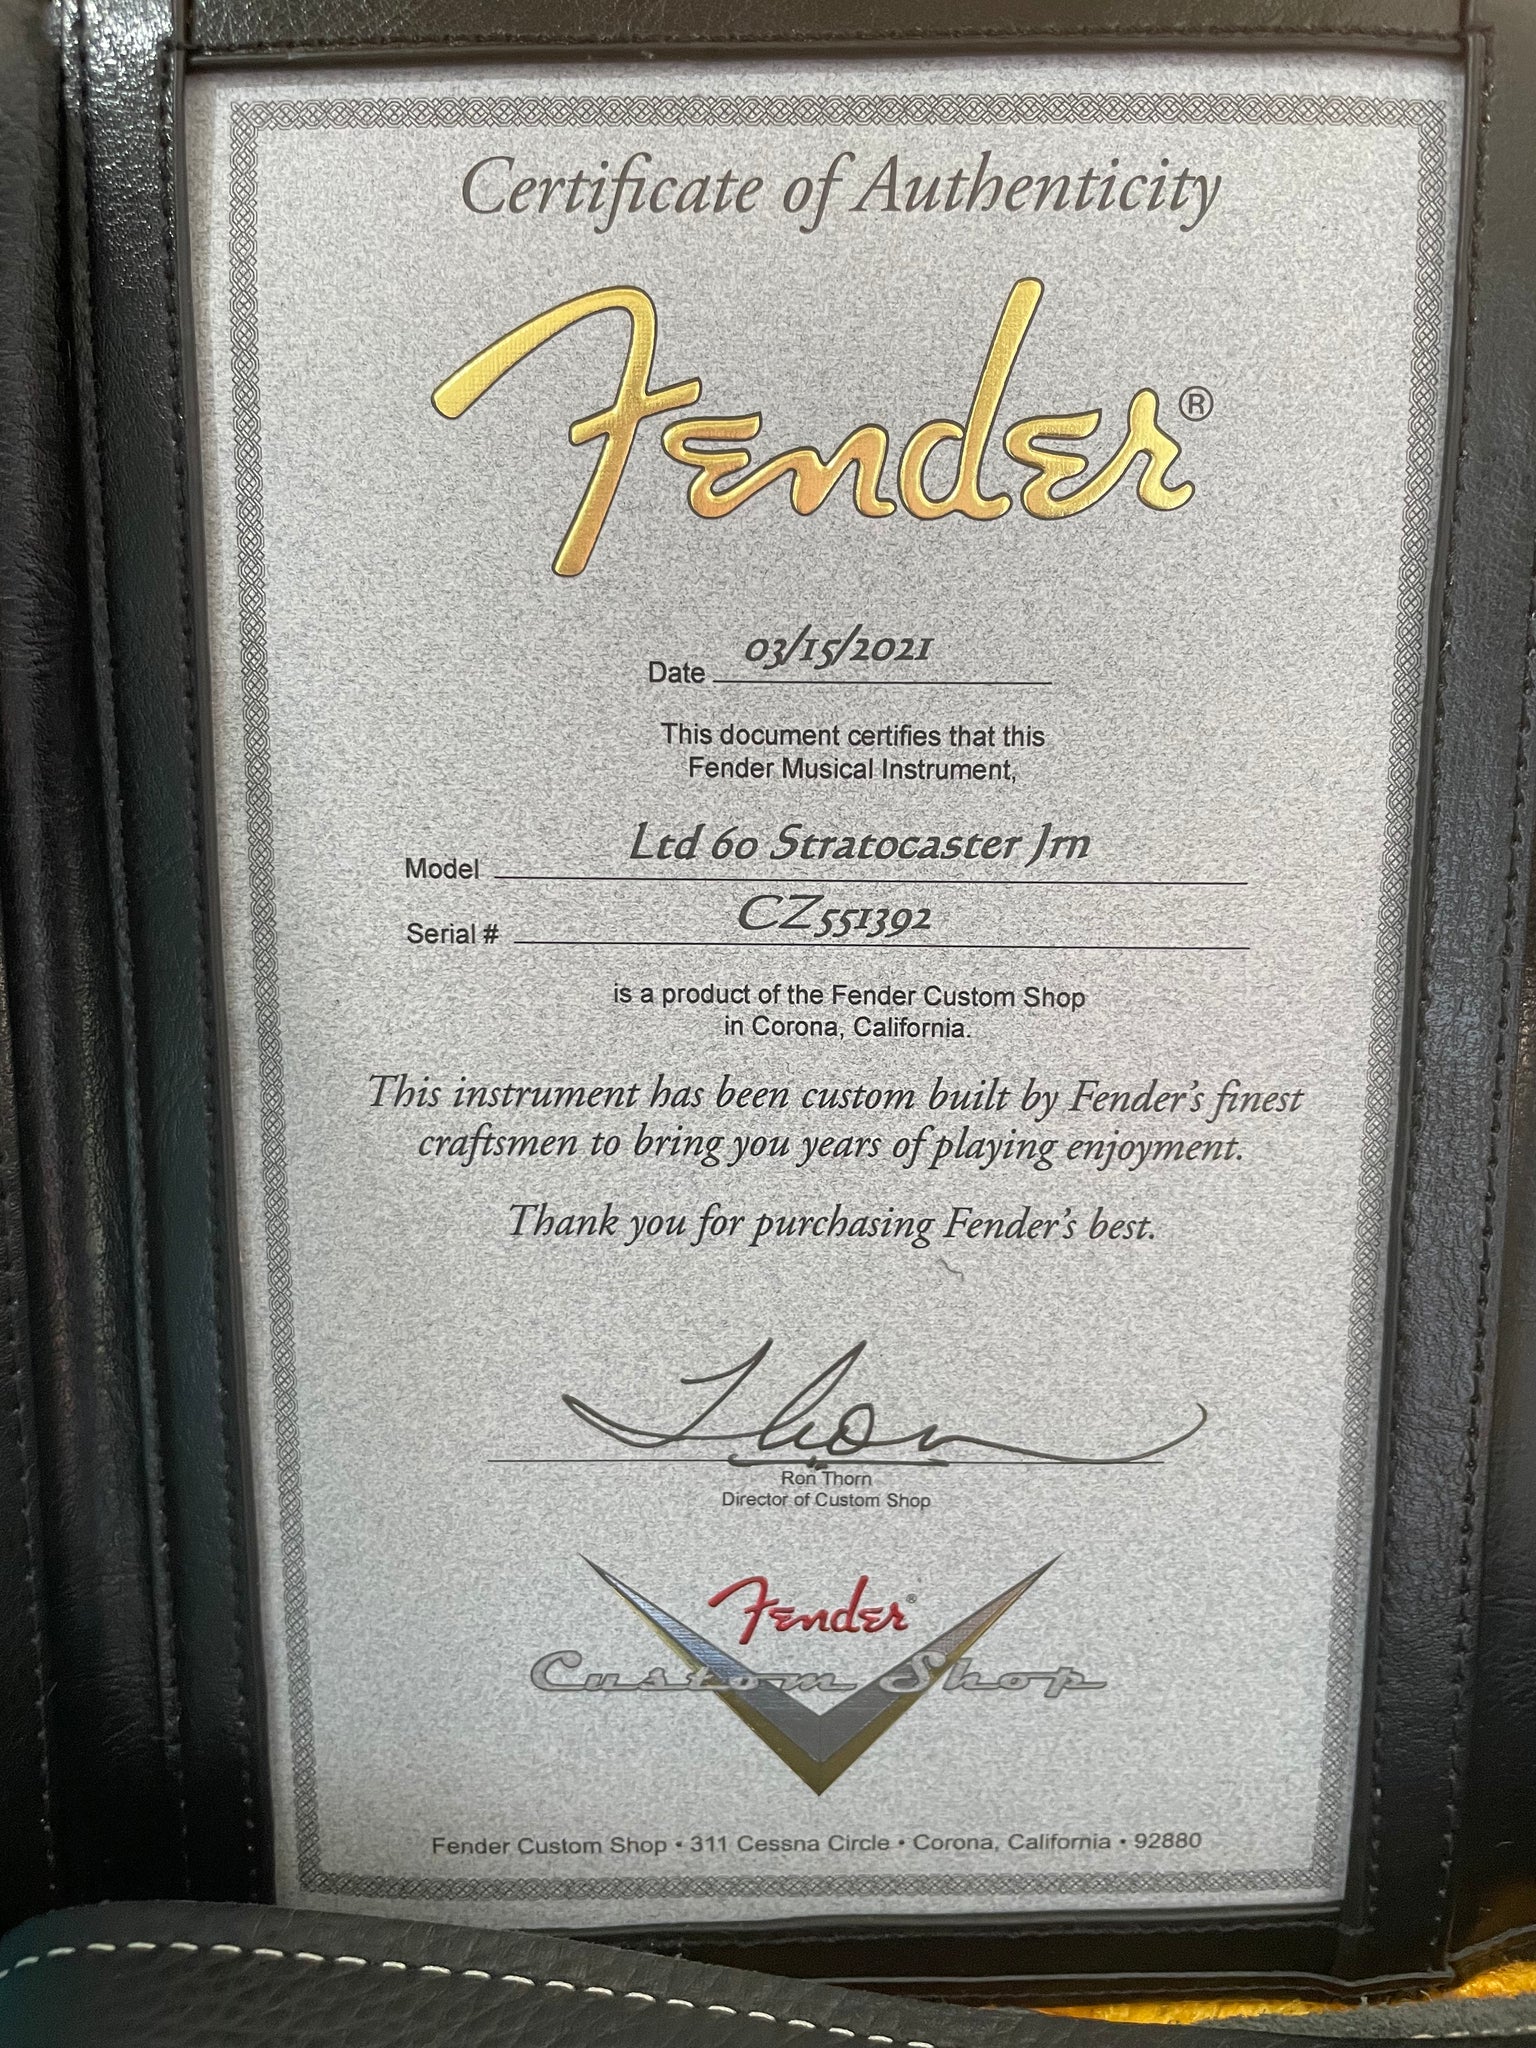 Certificate of Authenticity
Fender®
Date 03/15/2021
This document certifies that this
Fender Musical Instrument,
Model Ltd 60 Stratocaster Jrn
Serial # CZ551392
is a product of the Fender Custom Shop
in Corona, California.
This instrument has been custom built by Fender's finest
craftsmen to bring you years of playing enjoyment.
Thank you for purchasing Fender's best.
Thorn
Ron Thorn
Director of Custom Shop
Fender®
Custom Shop
Fender Custom Shop • 311 Cessna Circle • Corona, California • 92880